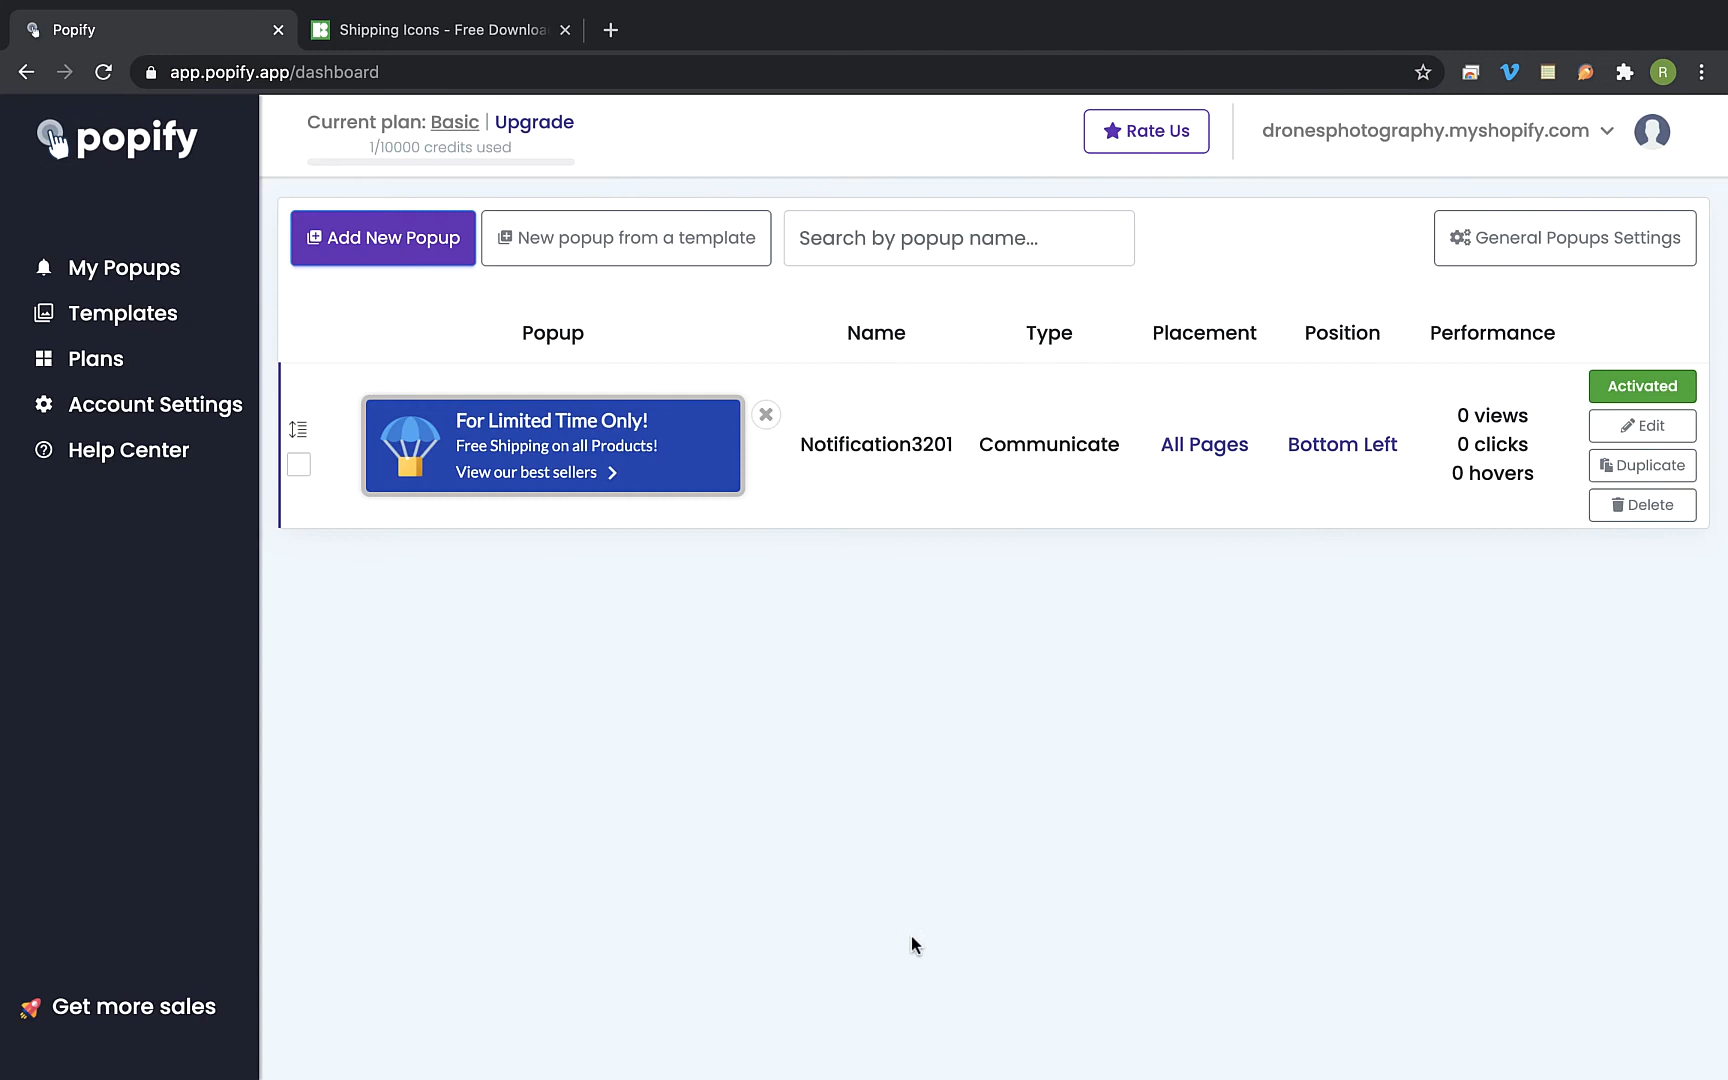 Popify
Shipping Icons - Free Downloa
app.popify.app/dashboard
R
popify
Current plan: Basic | Upgrade
1/10000 credits used
Rate Us
dronesphotography.myshopify.com
My Popups
Templates
Plans
Account Settings
Help Center
Get more sales
Add New Popup
New popup from a template
Search by popup name...
General Popups Settings
Popup
Name
Type
Placement
Position
Performance
For Limited Time Only!
Free Shipping on all Products!
View our best sellers
Notification3201
Communicate
All Pages
Bottom Left
0 views
0 clicks
0 hovers
Activated
Edit
Duplicate
Delete